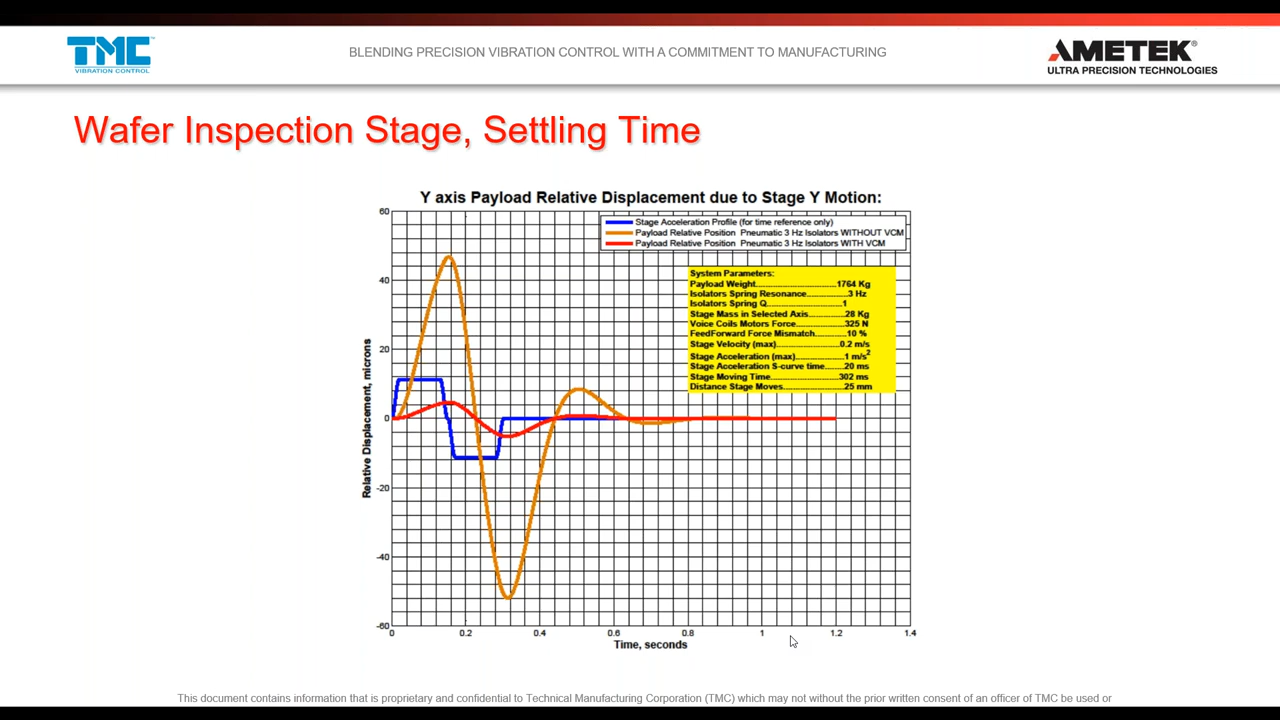 TMC
VIBRATION CONTROL
BLENDING PRECISION VIBRATION CONTROL WITH A COMMITMENT TO MANUFACTURING
AMETEK®
ULTRA PRECISION TECHNOLOGIES
Wafer Inspection Stage, Settling Time
Y axis Payload Relative Displacement due to Stage Y Motion:
Stage Acceleration Profile (for time reference only)
Payload Relative Position Pneumatic 3 Hz Isolators WITHOUT VCM
Payload Relative Position Pneumatic 3 Hz Isolators WITH VCM
System Parameters:
Payload Weight..............................1764 Kg
Isolators Spring Resonance...........3 Hz
Isolators Spring Q............................1
Stage Mass in Selected Axis.............28 Kg
Voice Coils Motors Force..................325 N
FeedForward Force Mismatch...........10 %
Stage Velocity (max).......................0.2 m/s
Stage Acceleration (max)................1 m/s²
Stage Acceleration S-curve time.......20 ms
Stage Moving Time........................302 ms
Distance Stage Moves.....................25 mm
60
40
20
0
-20
-40
-60
Relative Displacement, microns
0 0.2 0.4 0.6 0.8 1 1.2 1.4
Time, seconds
This document contains information that is proprietary and confidential to Technical Manufacturing Corporation (TMC) which may not without the prior written consent of an officer of TMC be used or